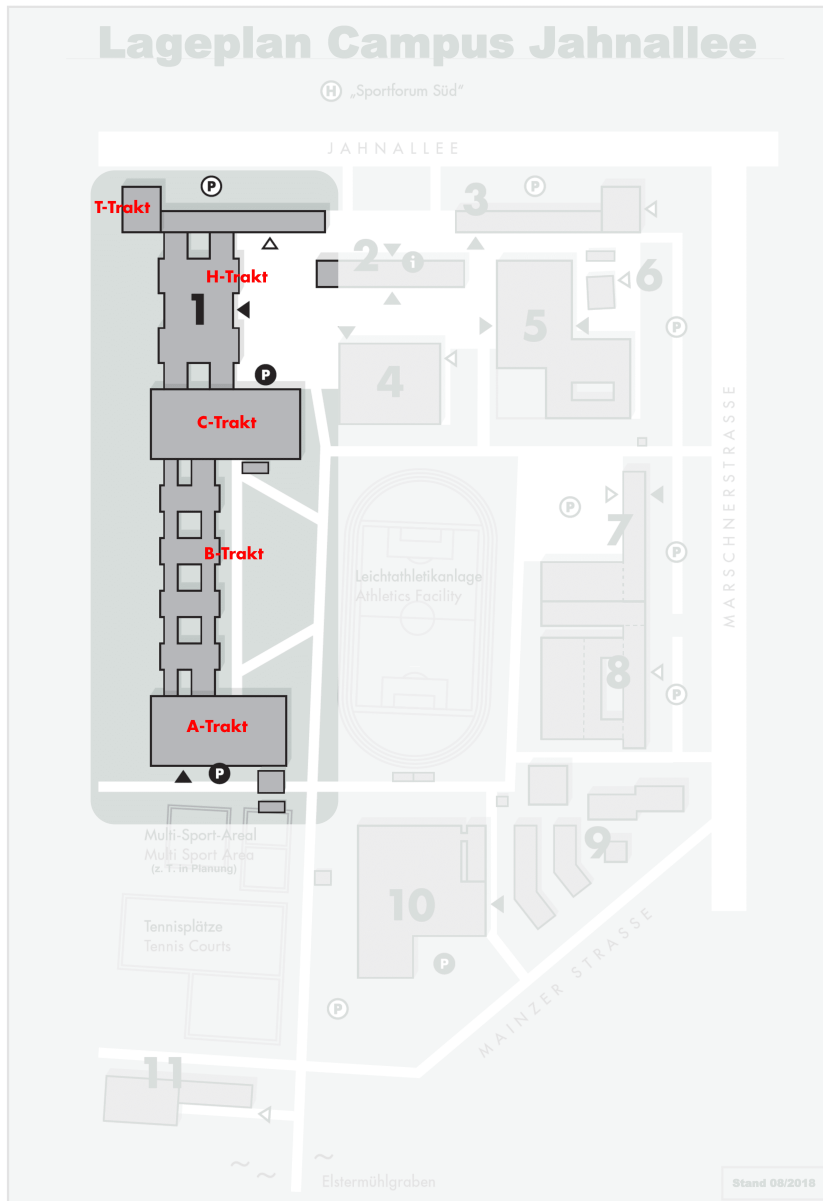 Lageplan Campus Jahnallee
H „Sportforum Süd"
JAHNALLEE
P
P
T-Trakt
3
2 i
H-Trakt
6
1
5
P
P
4
C-Trakt
MARSCHNERSTRASSE
P
7
B-Trakt
P
Leichtathletikanlage
Athletics Facility
8
P
A-Trakt
P
Multi-Sport-Areal
Multi Sport Area
(z. T. in Planung)
9
10
Tennisplätze
Tennis Courts
P
P
MAINZER STRASSE
11
Elstermühlgraben
Stand 08/2018